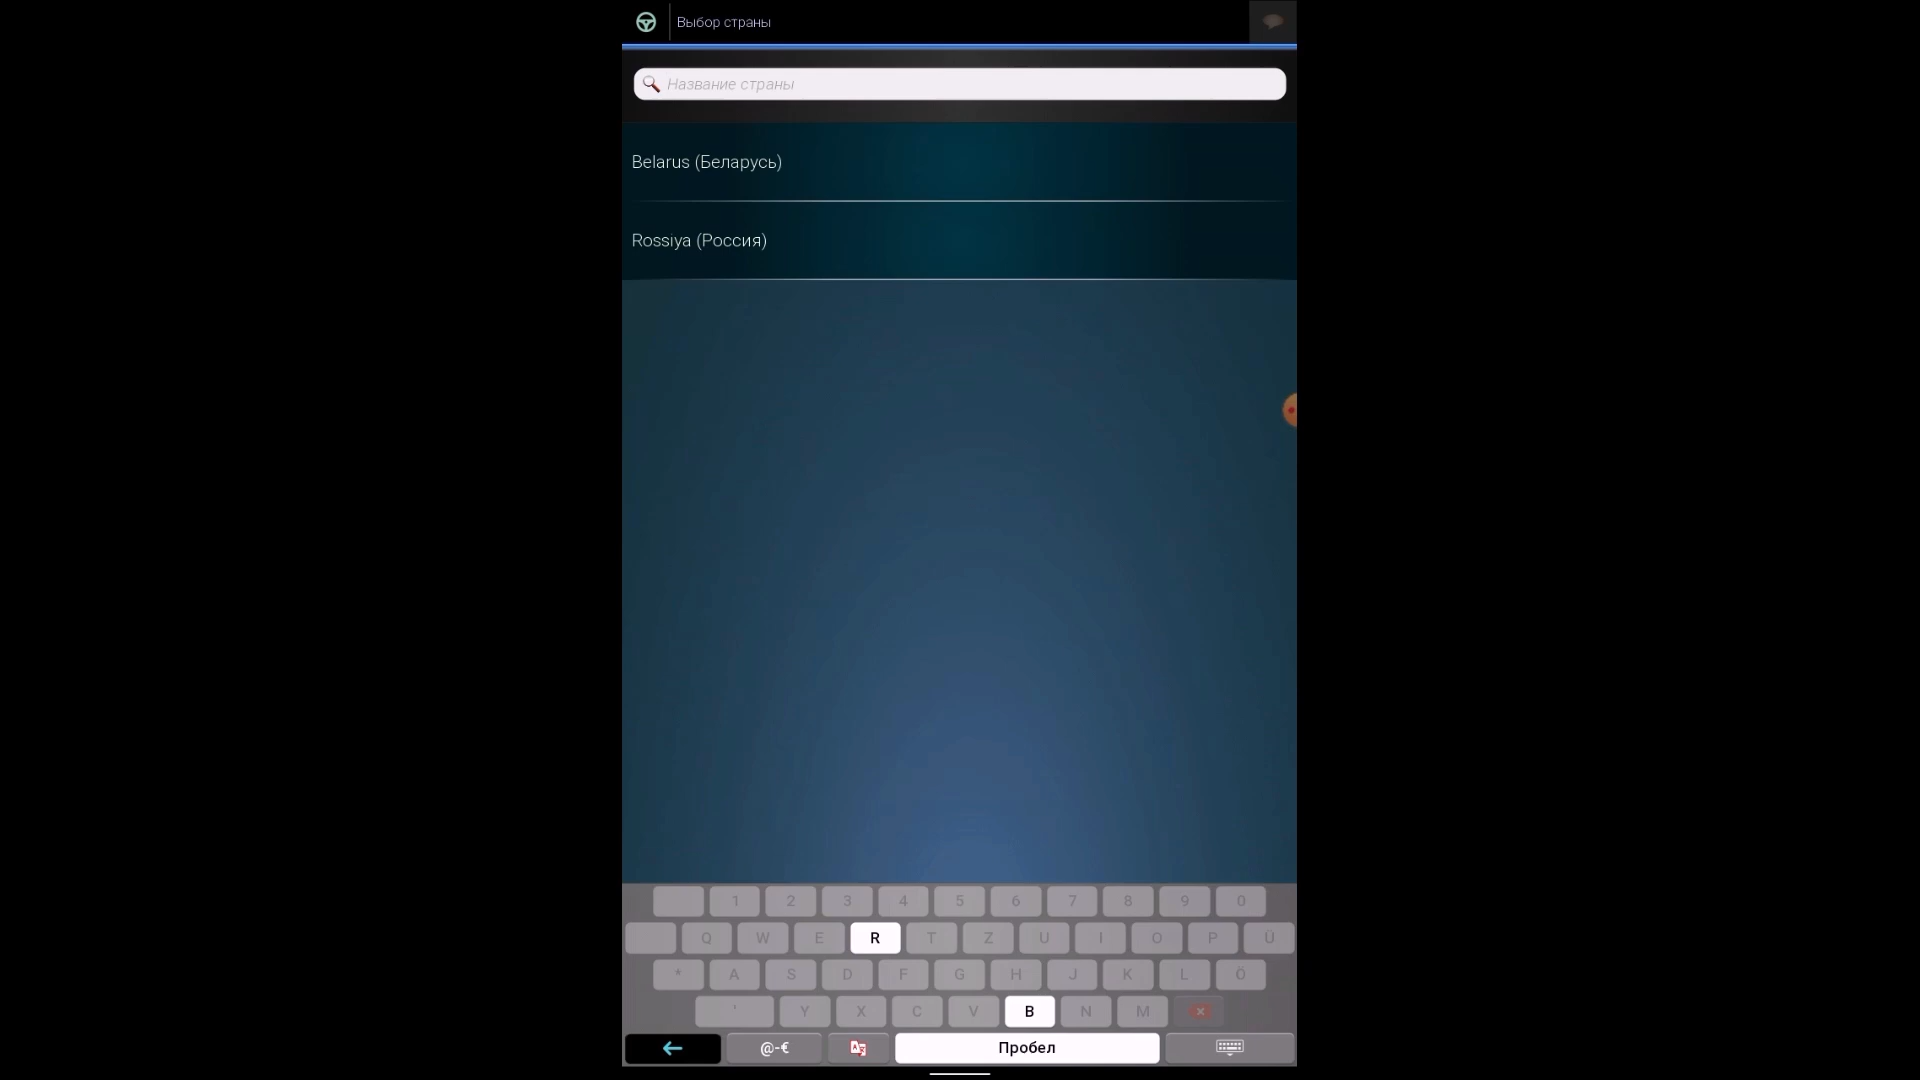 Выбор страны
Название страны
Belarus (Беларусь)
Rossiya (Россия)
1 2 3 4 5 6 7 8 9 0
Q W E R T Z U I O P Ü
* A S D F G H J K L Ö
' Y X C V B N M
@-€ Пробел